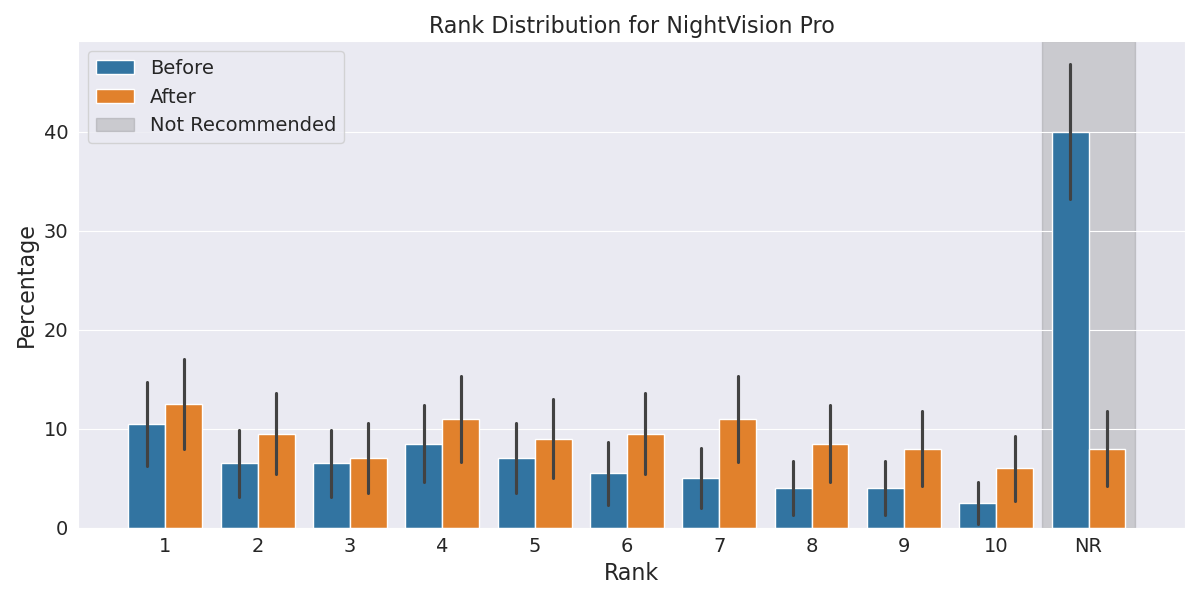 Rank Distribution for NightVision Pro
Before
After
Not Recommended
Percentage
40
30
20
10
0
1 2 3 4 5 6 7 8 9 10 NR
Rank